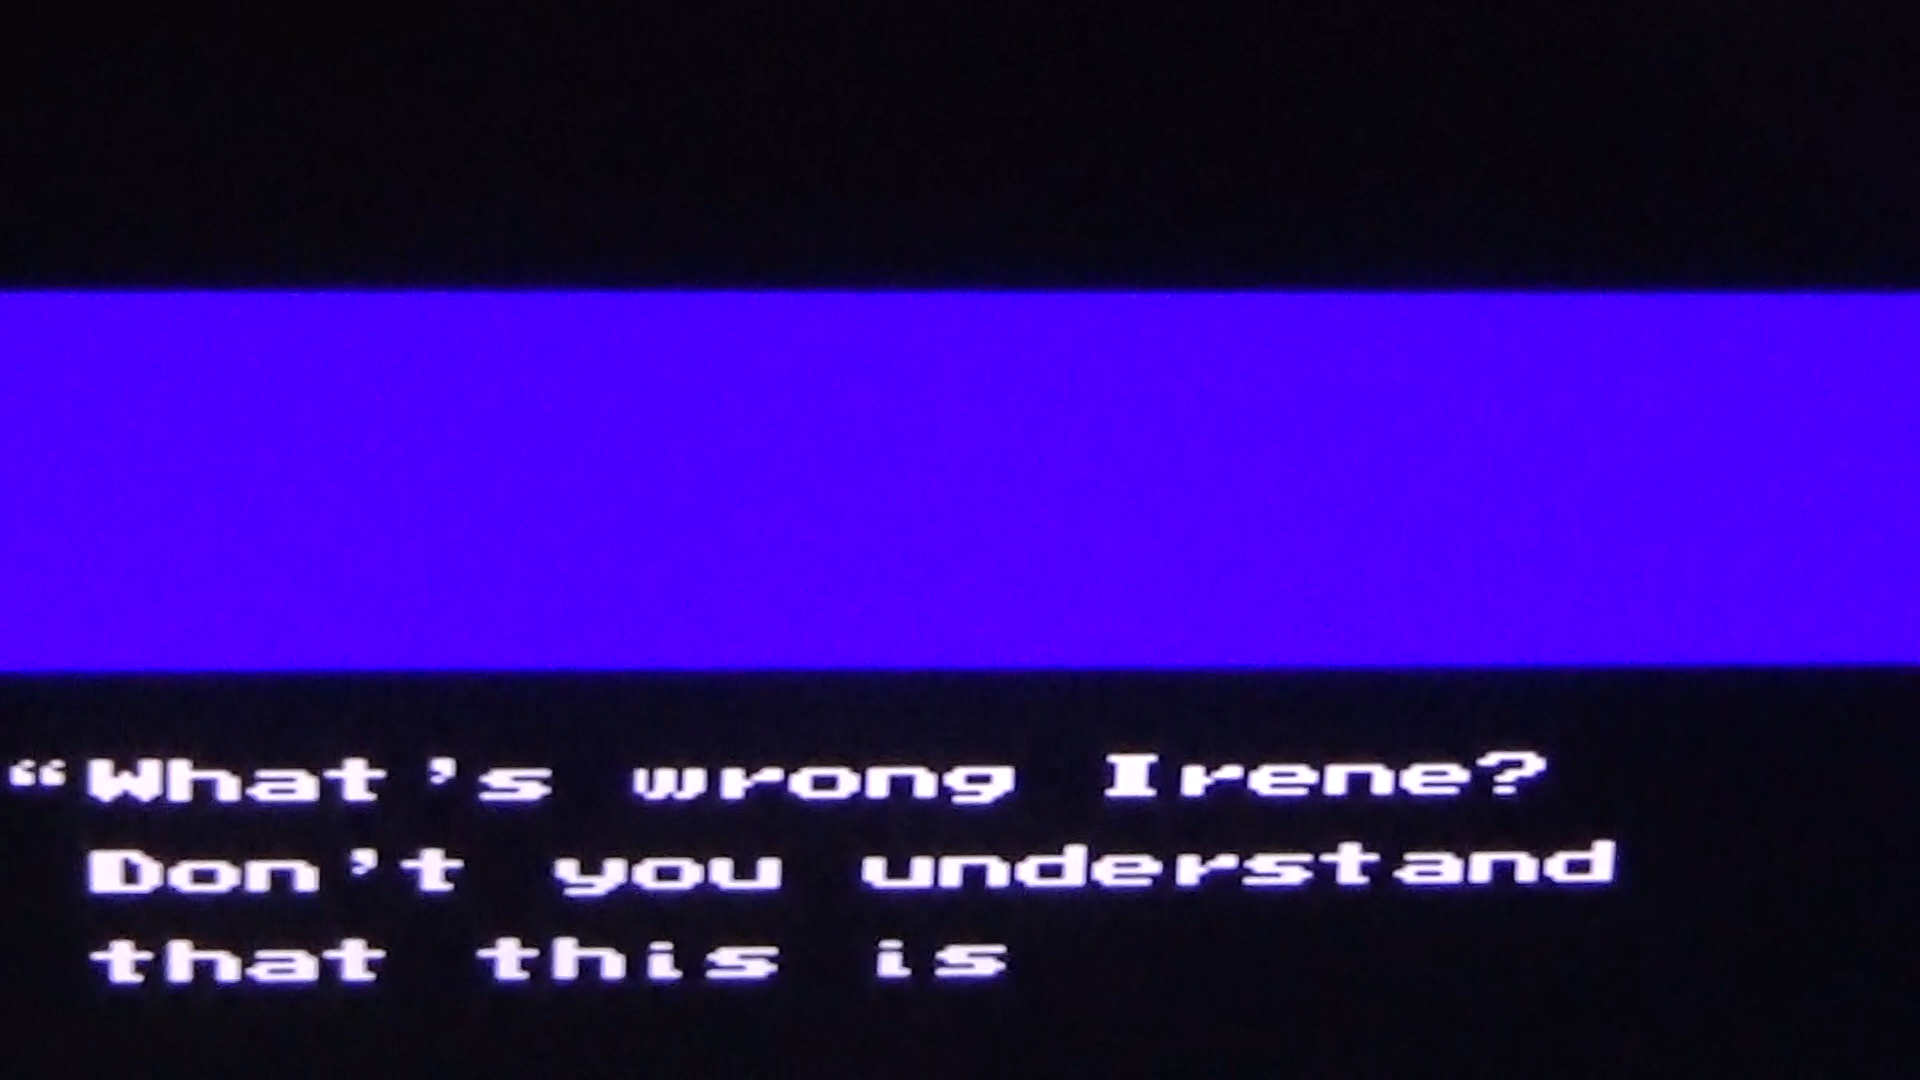 “What’s wrong Irene?
Don’t you understand
that this is